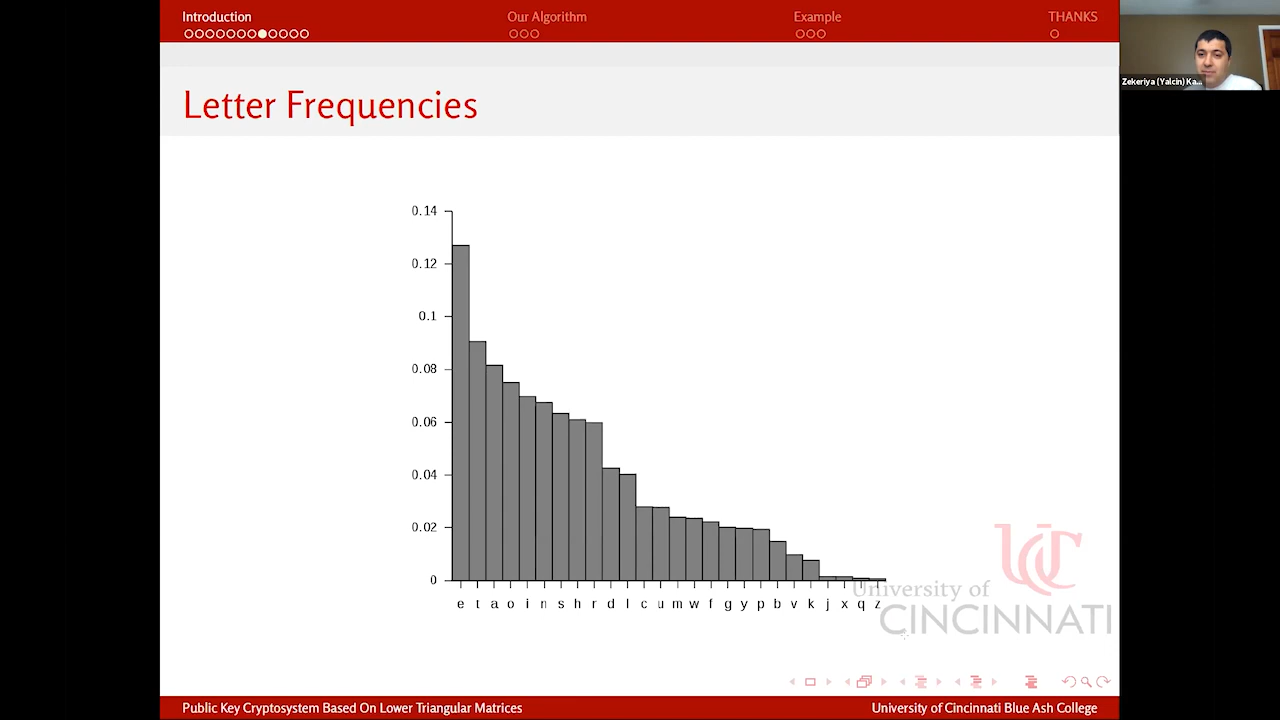 Introduction
Our Algorithm
Example
THANKS
Zekeriya (Yalcin) Ka...
Letter Frequencies
0.14
0.12
0.1
0.08
0.06
0.04
0.02
0
e t a o i n s h r d l c u m w f g y p b v k j x q z
UC
University of
CINCINNATI
Public Key Cryptosystem Based On Lower Triangular Matrices
University of Cincinnati Blue Ash College